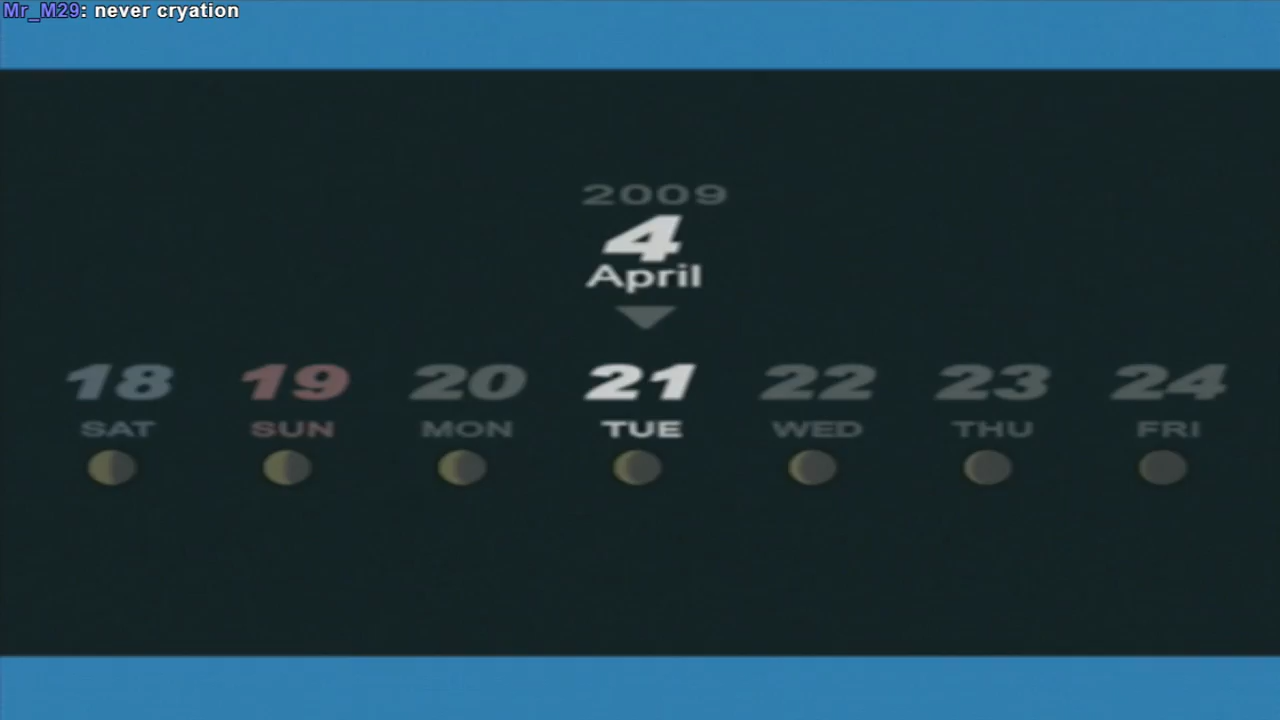 Mr_M29: never cryation
2009
4
April
18 19 20 21 22 23 24
SAT SUN MON TUE WED THU FRI